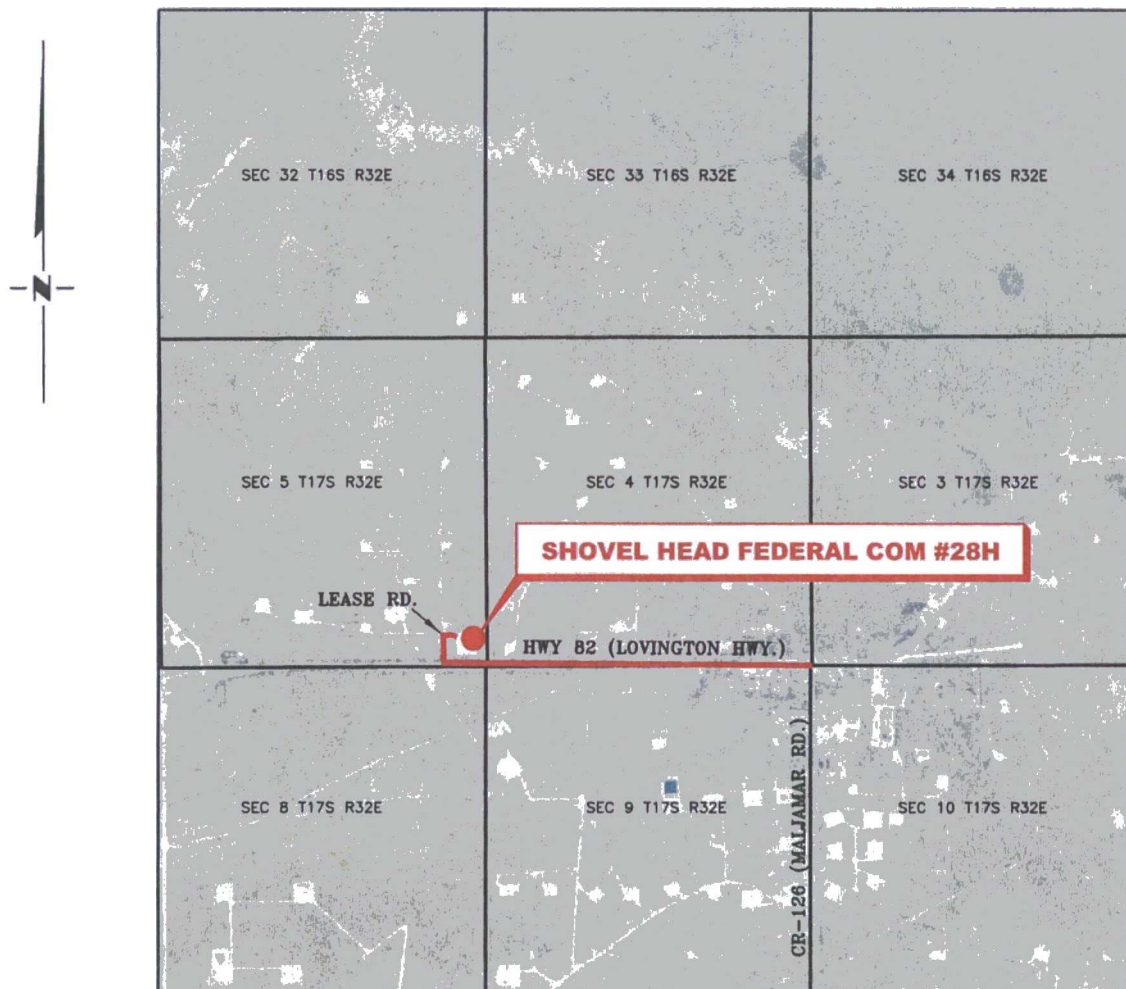 SEC 32 T16S R32E
SEC 33 T16S R32E
SEC 34 T16S R32E
N
SEC 5 T17S R32E
SEC 4 T17S R32E
SEC 3 T17S R32E
SHOVEL HEAD FEDERAL COM #28H
LEASE RD.
HWY 82 (LOVINGTON HWY.)
CR-126 (MALJAMAR RD.)
SEC 8 T17S R32E
SEC 9 T17S R32E
SEC 10 T17S R32E